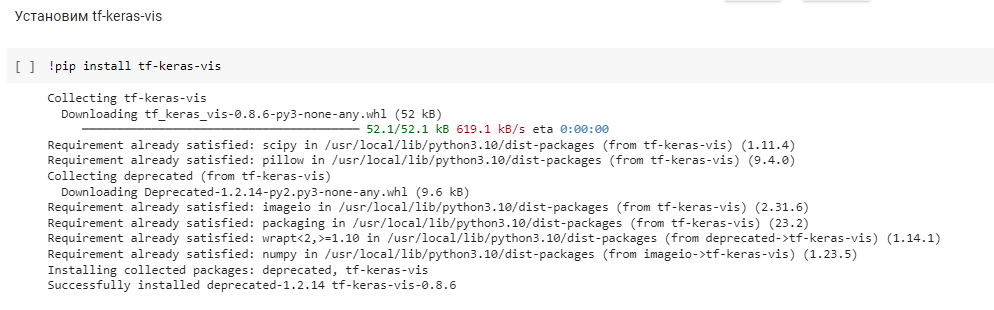 Установим tf-keras-vis
[ ] !pip install tf-keras-vis
Collecting tf-keras-vis
Downloading tf_keras_vis-0.8.6-py3-none-any.whl (52 kB)
52.1/52.1 kB 619.1 kB/s eta 0:00:00
Requirement already satisfied: scipy in /usr/local/lib/python3.10/dist-packages (from tf-keras-vis) (1.11.4)
Requirement already satisfied: pillow in /usr/local/lib/python3.10/dist-packages (from tf-keras-vis) (9.4.0)
Collecting deprecated (from tf-keras-vis)
Downloading Deprecated-1.2.14-py2.py3-none-any.whl (9.6 kB)
Requirement already satisfied: imageio in /usr/local/lib/python3.10/dist-packages (from tf-keras-vis) (2.31.6)
Requirement already satisfied: packaging in /usr/local/lib/python3.10/dist-packages (from tf-keras-vis) (23.2)
Requirement already satisfied: wrapt<2,>=1.10 in /usr/local/lib/python3.10/dist-packages (from deprecated->tf-keras-vis) (1.14.1)
Requirement already satisfied: numpy in /usr/local/lib/python3.10/dist-packages (from imageio->tf-keras-vis) (1.23.5)
Installing collected packages: deprecated, tf-keras-vis
Successfully installed deprecated-1.2.14 tf-keras-vis-0.8.6